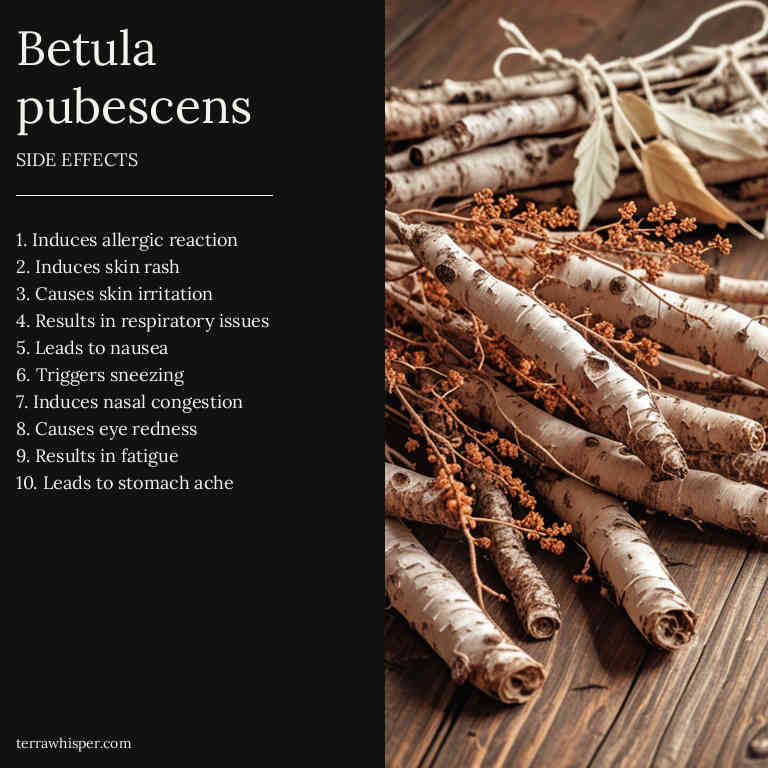 Betula
pubescens
SIDE EFFECTS
1. Induces allergic reaction
2. Induces skin rash
3. Causes skin irritation
4. Results in respiratory issues
5. Leads to nausea
6. Triggers sneezing
7. Induces nasal congestion
8. Causes eye redness
9. Results in fatigue
10. Leads to stomach ache
terrawhisper.com